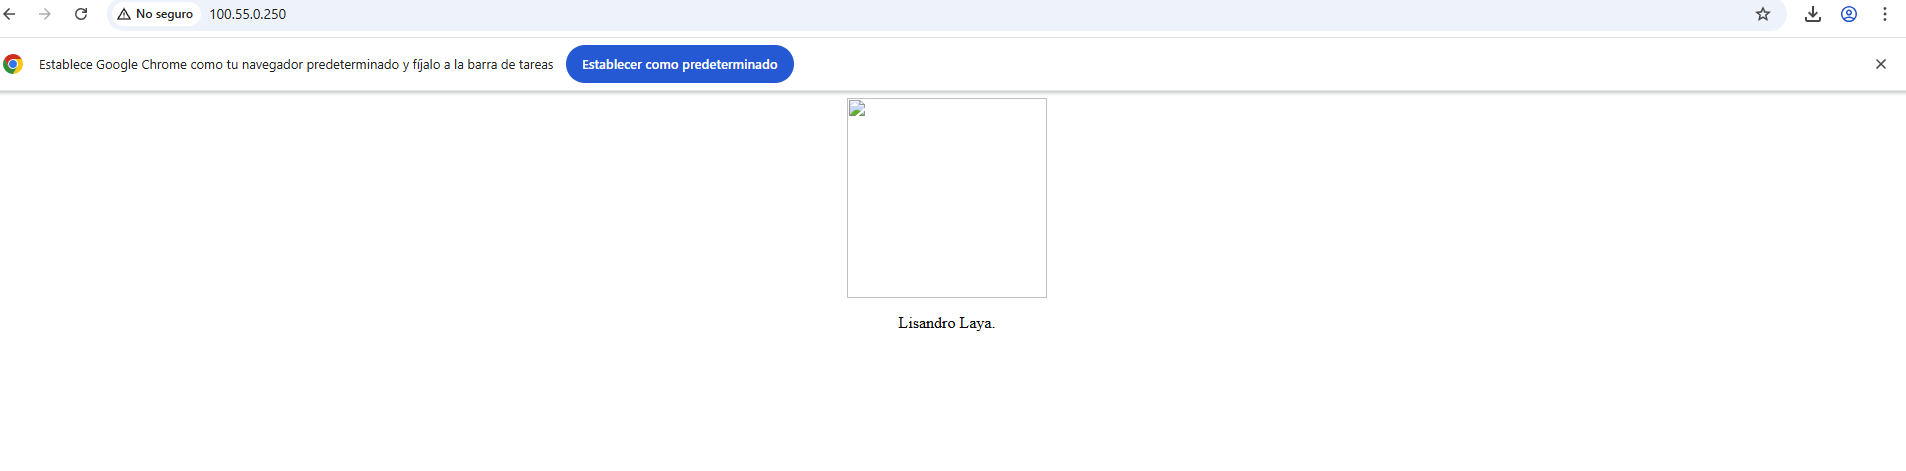 No seguro 100.55.0.250
Establece Google Chrome como tu navegador predeterminado y fíjalo a la barra de tareas Establecer como predeterminado
Lisandro Laya.